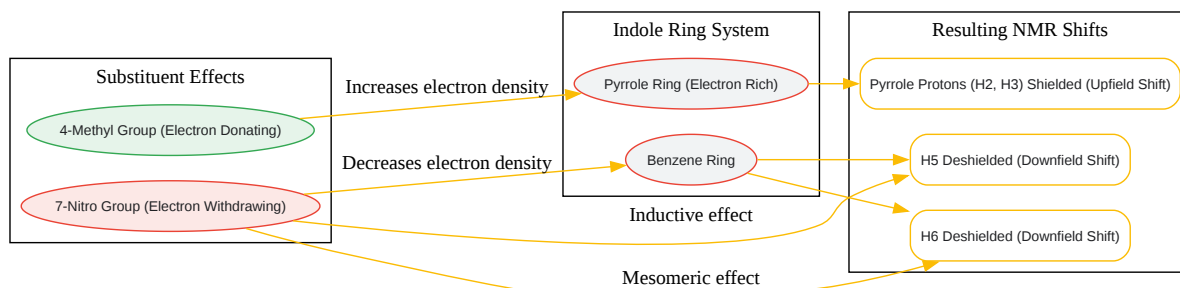 Substituent Effects
4-Methyl Group (Electron Donating)
7-Nitro Group (Electron Withdrawing)
Increases electron density
Decreases electron density
Inductive effect
Mesomeric effect
Indole Ring System
Pyrrole Ring (Electron Rich)
Benzene Ring
Resulting NMR Shifts
Pyrrole Protons (H2, H3) Shielded (Upfield Shift)
H5 Deshielded (Downfield Shift)
H6 Deshielded (Downfield Shift)